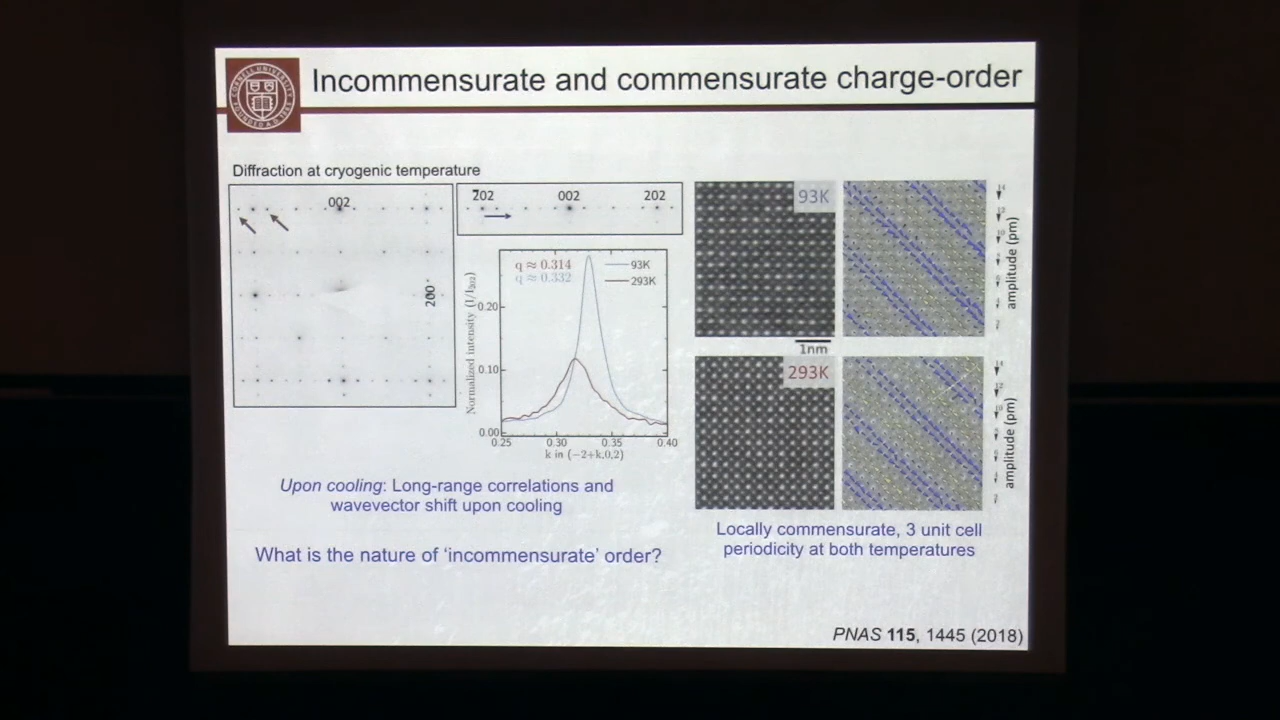 Incommensurate and commensurate charge-order
Diffraction at cryogenic temperature
002
200
2̄02 002 202
q ≈ 0.314
q ≈ 0.332
93K
293K
Normalized intensity (I/I₂₀₂)
0.20
0.10
0.00
0.25 0.30 0.35 0.40
k in (−2+k,0,2)
Upon cooling: Long-range correlations and
wavevector shift upon cooling
What is the nature of 'incommensurate' order?
93K
amplitude (pm)
1nm
293K
amplitude (pm)
Locally commensurate, 3 unit cell
periodicity at both temperatures
PNAS 115, 1445 (2018)